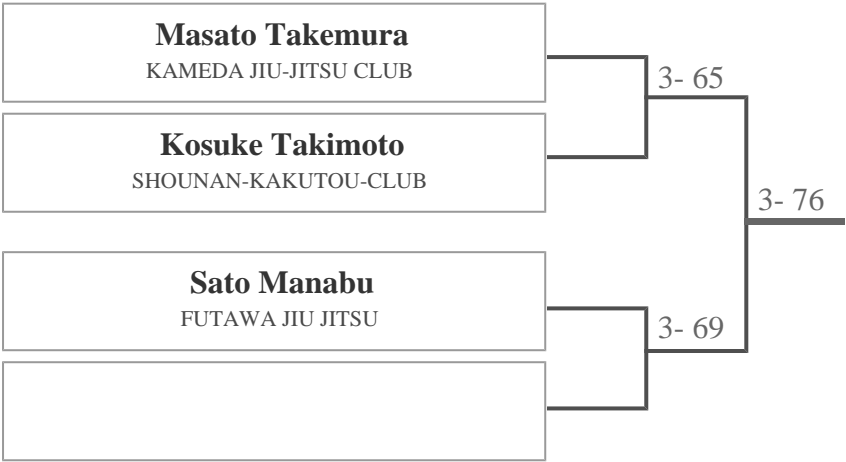 Masato Takemura
KAMEDA JIU-JITSU CLUB
3- 65
Kosuke Takimoto
SHOUNAN-KAKUTOU-CLUB
3- 76
Sato Manabu
FUTAWA JIU JITSU
3- 69